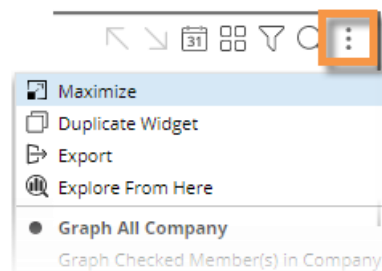 31
Maximize
Duplicate Widget
Export
Explore From Here
Graph All Company
Graph Checked Member(s) in Company